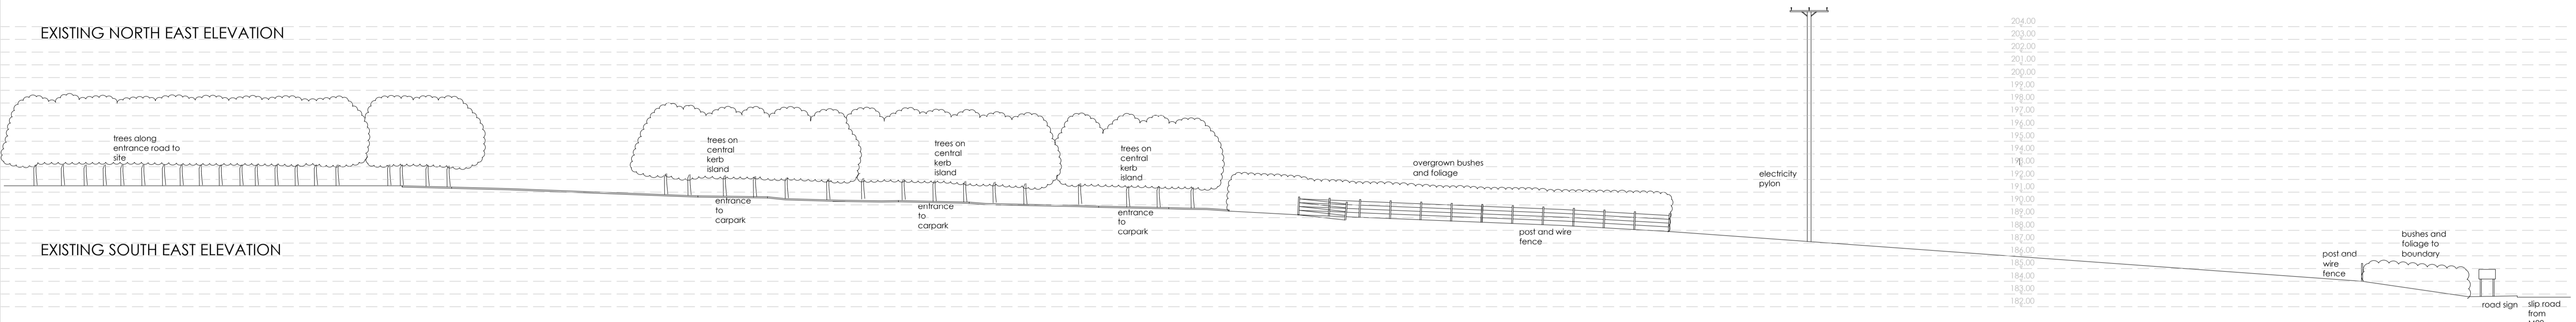 EXISTING NORTH EAST ELEVATION
trees along
entrance road to
site
trees on
central
kerb
island
entrance
to
carpark
trees on
central
kerb
island
entrance
to
carpark
trees on
central
kerb
island
entrance
to
carpark
overgrown bushes
and foliage
post and wire
fence
electricity
pylon
204.00
203.00
202.00
201.00
200.00
199.00
198.00
197.00
196.00
195.00
194.00
193.00
192.00
191.00
190.00
189.00
188.00
187.00
186.00
185.00
184.00
183.00
182.00
post and
wire
fence
bushes and
foliage to
boundary
road sign
slip road
from
EXISTING SOUTH EAST ELEVATION